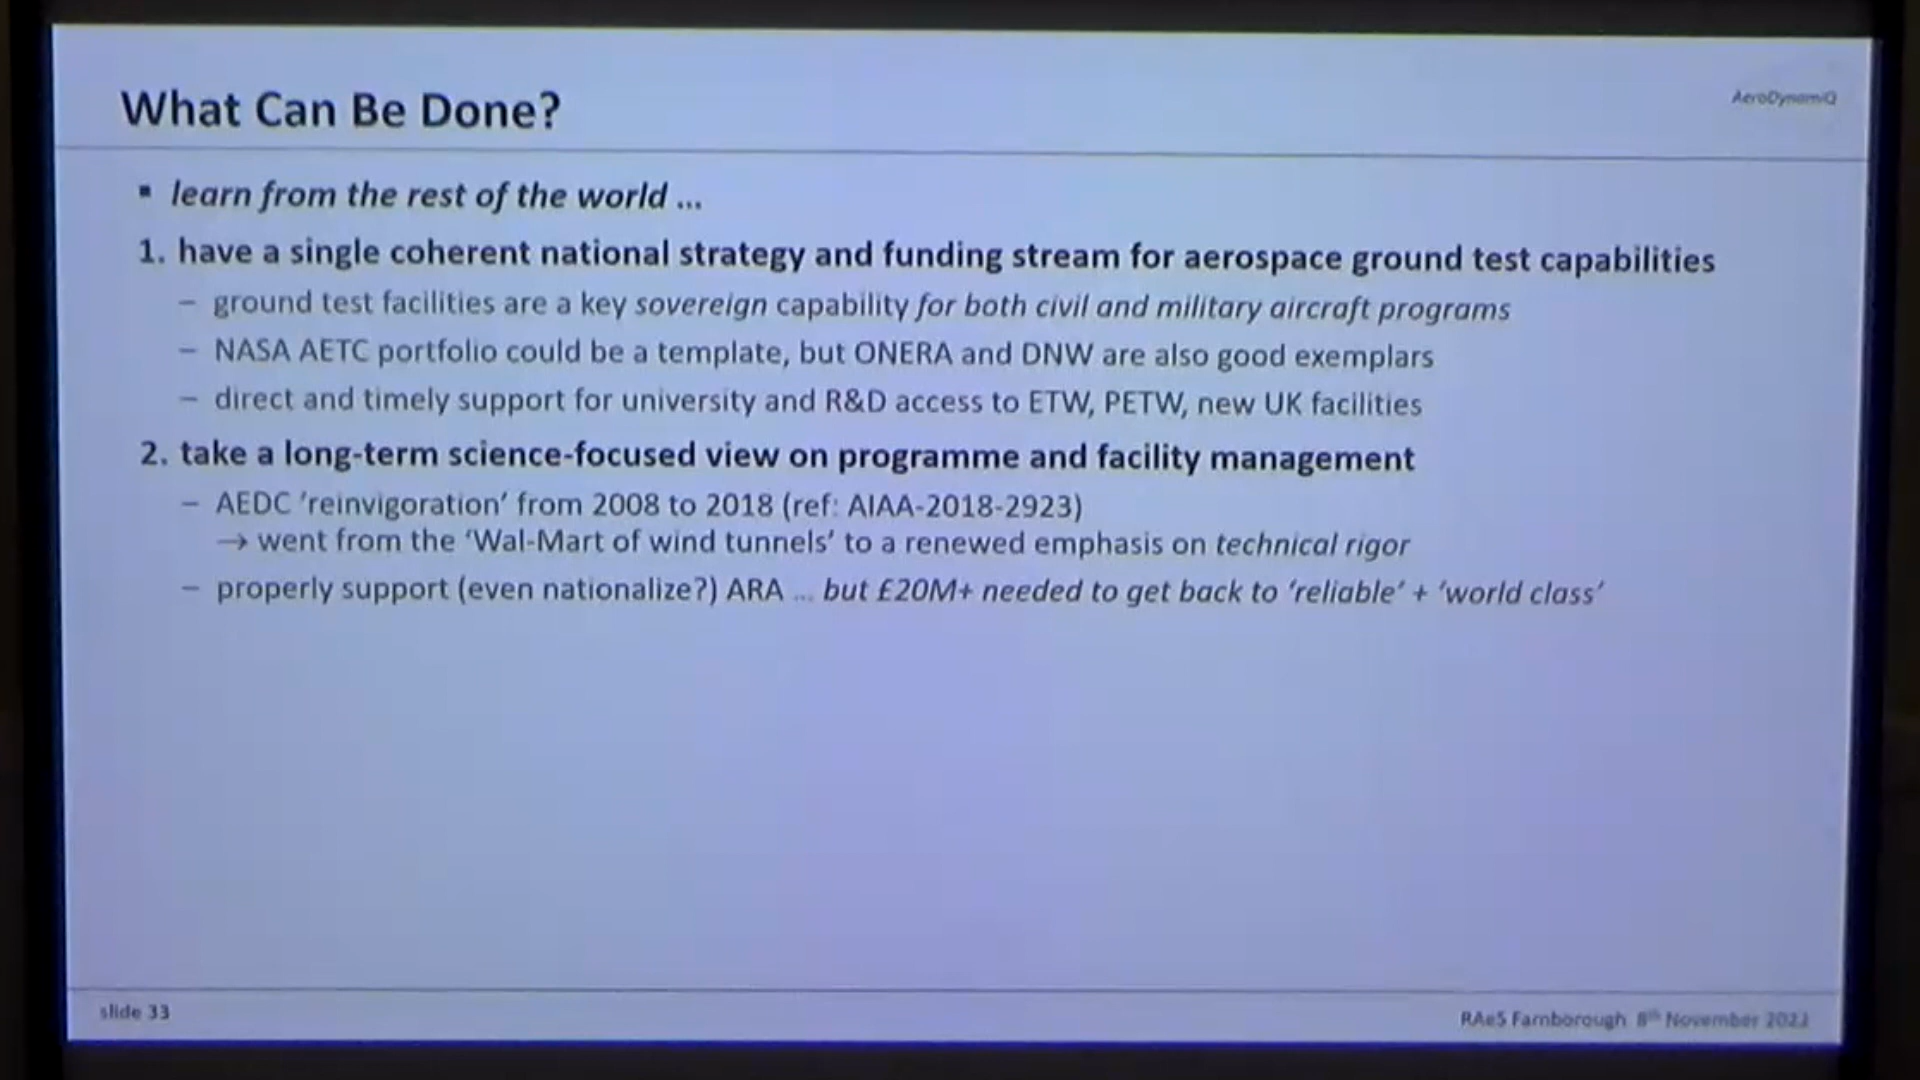 What Can Be Done?
AeroDynamiQ
▪ learn from the rest of the world ...
1. have a single coherent national strategy and funding stream for aerospace ground test capabilities
– ground test facilities are a key sovereign capability for both civil and military aircraft programs
– NASA AETC portfolio could be a template, but ONERA and DNW are also good exemplars
– direct and timely support for university and R&D access to ETW, PETW, new UK facilities
2. take a long-term science-focused view on programme and facility management
– AEDC ‘reinvigoration’ from 2008 to 2018 (ref: AIAA-2018-2923)
→ went from the ‘Wal-Mart of wind tunnels’ to a renewed emphasis on technical rigor
– properly support (even nationalize?) ARA ... but £20M+ needed to get back to ‘reliable’ + ‘world class’
slide 33
RAeS Farnborough 8th November